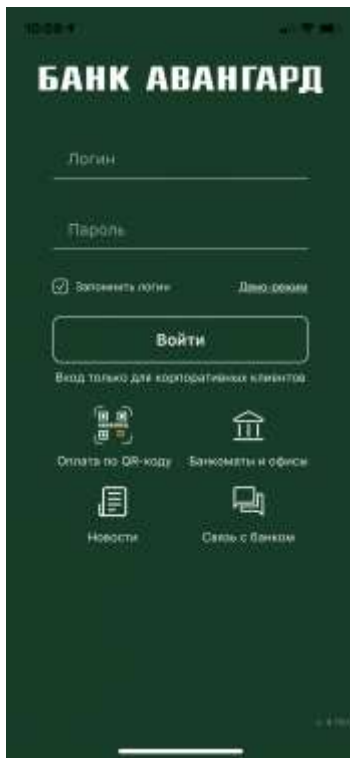 БАНК АВАНГАРД
Логин
Пароль
Запомнить логин
Демо-режим
Войти
Вход только для корпоративных клиентов
Оплата по QR-коду
Банкоматы и офисы
Новости
Связь с банком